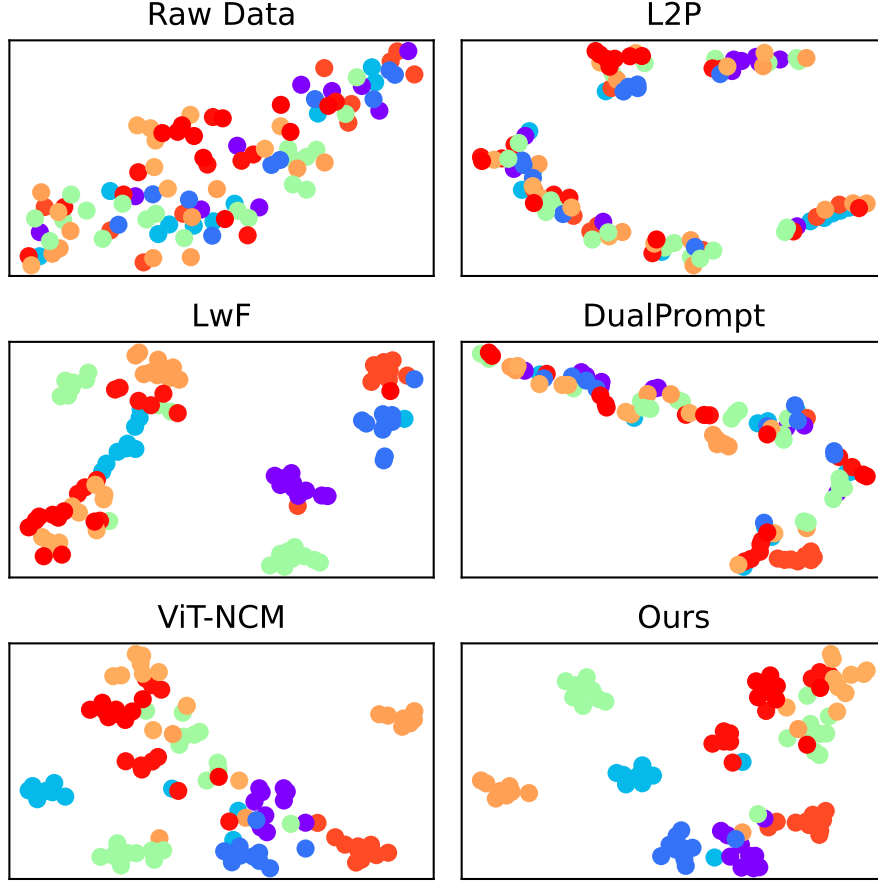 Raw Data
L2P
LwF
DualPrompt
ViT-NCM
Ours